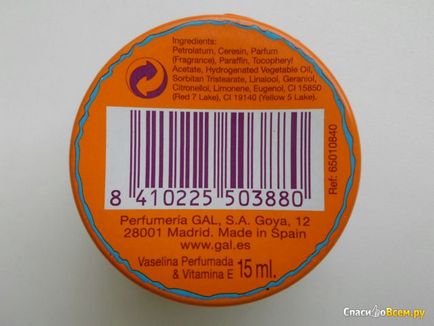 Ingredients:
Petrolatum, Ceresin, Parfum
(Fragrance), Paraffin, Tocopheryl
Acetate, Hydrogenated Vegetable Oil,
Sorbitan Tristearate, Linalool, Geraniol,
Citronellol, Limonene, Eugenol, CI 15850
(Red 7 Lake), CI 19140 (Yellow 5 Lake).
Ref: 65010840
8 410225 503880
Perfumería GAL, S.A. Goya, 12
28001 Madrid. Made in Spain
www.gal.es
Vaselina Perfumada
& Vitamina E 15 ml.
СпасибоВсем.ру